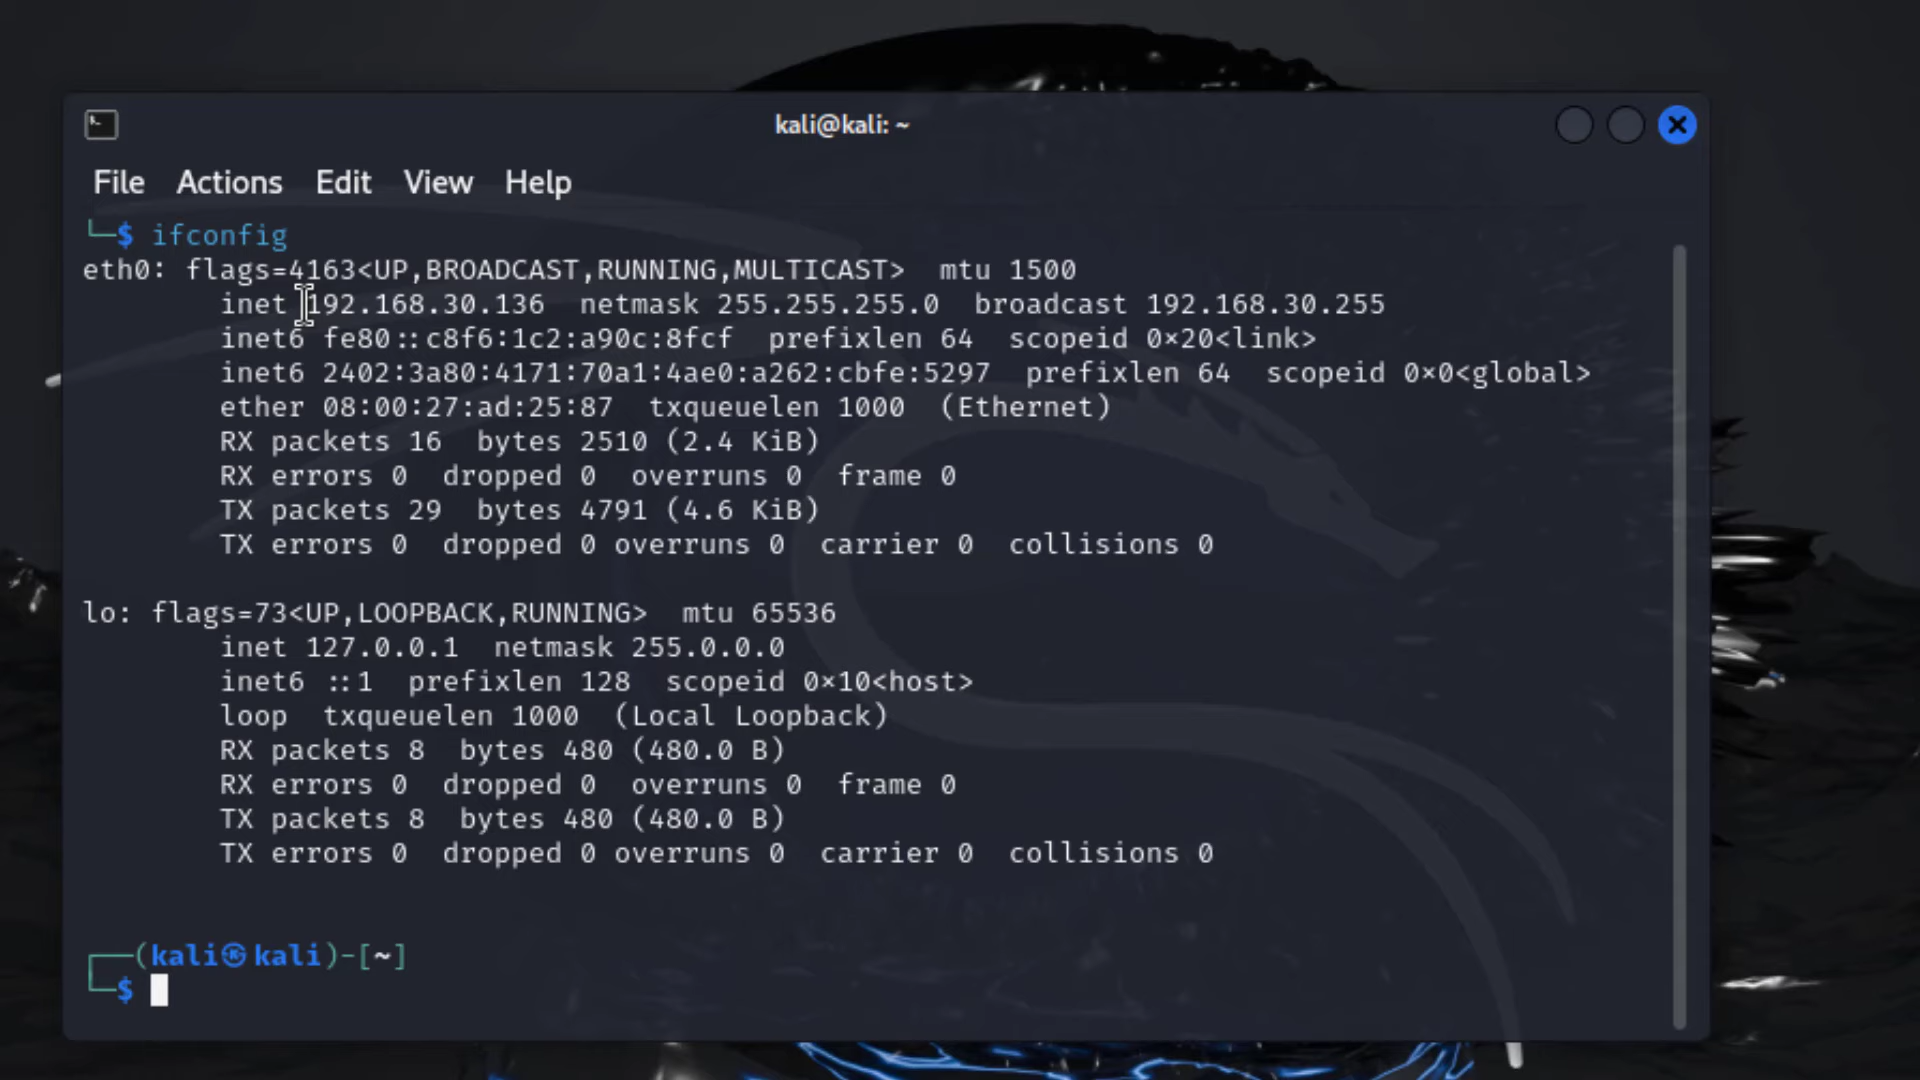 kali@kali: ~
File Actions Edit View Help
└─$ ifconfig
eth0: flags=4163<UP,BROADCAST,RUNNING,MULTICAST>  mtu 1500
        inet 192.168.30.136  netmask 255.255.255.0  broadcast 192.168.30.255
        inet6 fe80::c8f6:1c2:a90c:8fcf  prefixlen 64  scopeid 0×20<link>
        inet6 2402:3a80:4171:70a1:4ae0:a262:cbfe:5297  prefixlen 64  scopeid 0×0<global>
        ether 08:00:27:ad:25:87  txqueuelen 1000  (Ethernet)
        RX packets 16  bytes 2510 (2.4 KiB)
        RX errors 0  dropped 0  overruns 0  frame 0
        TX packets 29  bytes 4791 (4.6 KiB)
        TX errors 0  dropped 0 overruns 0  carrier 0  collisions 0
lo: flags=73<UP,LOOPBACK,RUNNING>  mtu 65536
        inet 127.0.0.1  netmask 255.0.0.0
        inet6 ::1  prefixlen 128  scopeid 0×10<host>
        loop  txqueuelen 1000  (Local Loopback)
        RX packets 8  bytes 480 (480.0 B)
        RX errors 0  dropped 0  overruns 0  frame 0
        TX packets 8  bytes 480 (480.0 B)
        TX errors 0  dropped 0 overruns 0  carrier 0  collisions 0
┌──(kali㉿kali)-[~]
└─$